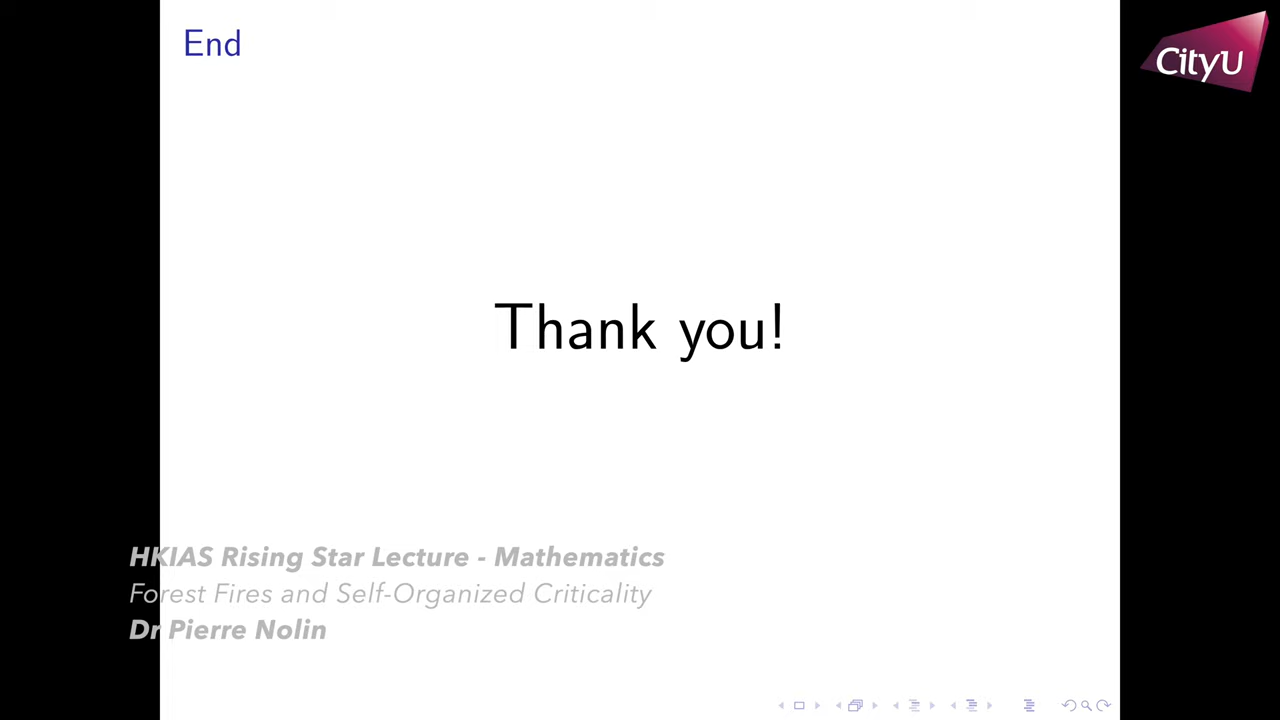 End
CityU
Thank you!
HKIAS Rising Star Lecture - Mathematics
Forest Fires and Self-Organized Criticality
Dr Pierre Nolin